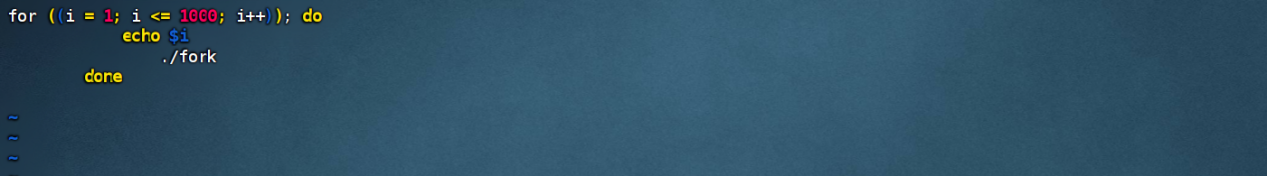 for ((i = 1; i <= 1000; i++)); do
echo $i
./fork
done
~
~
~